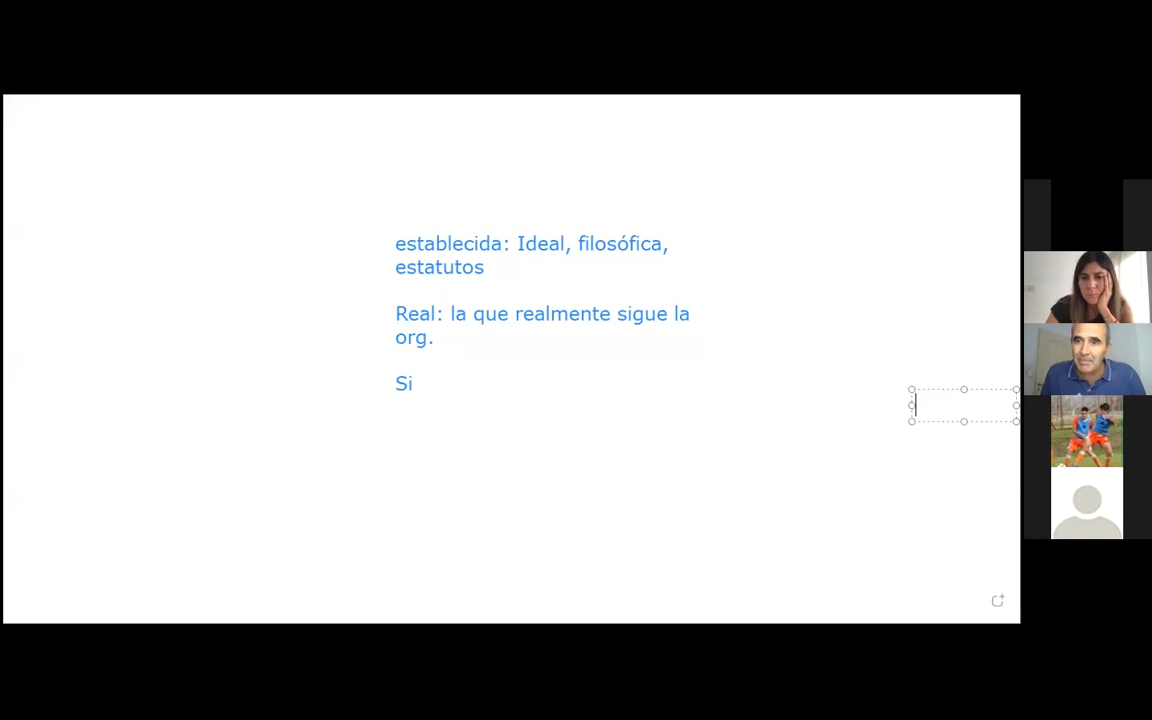 establecida: Ideal, filosófica,
estatutos
Real: la que realmente sigue la
org.
Si